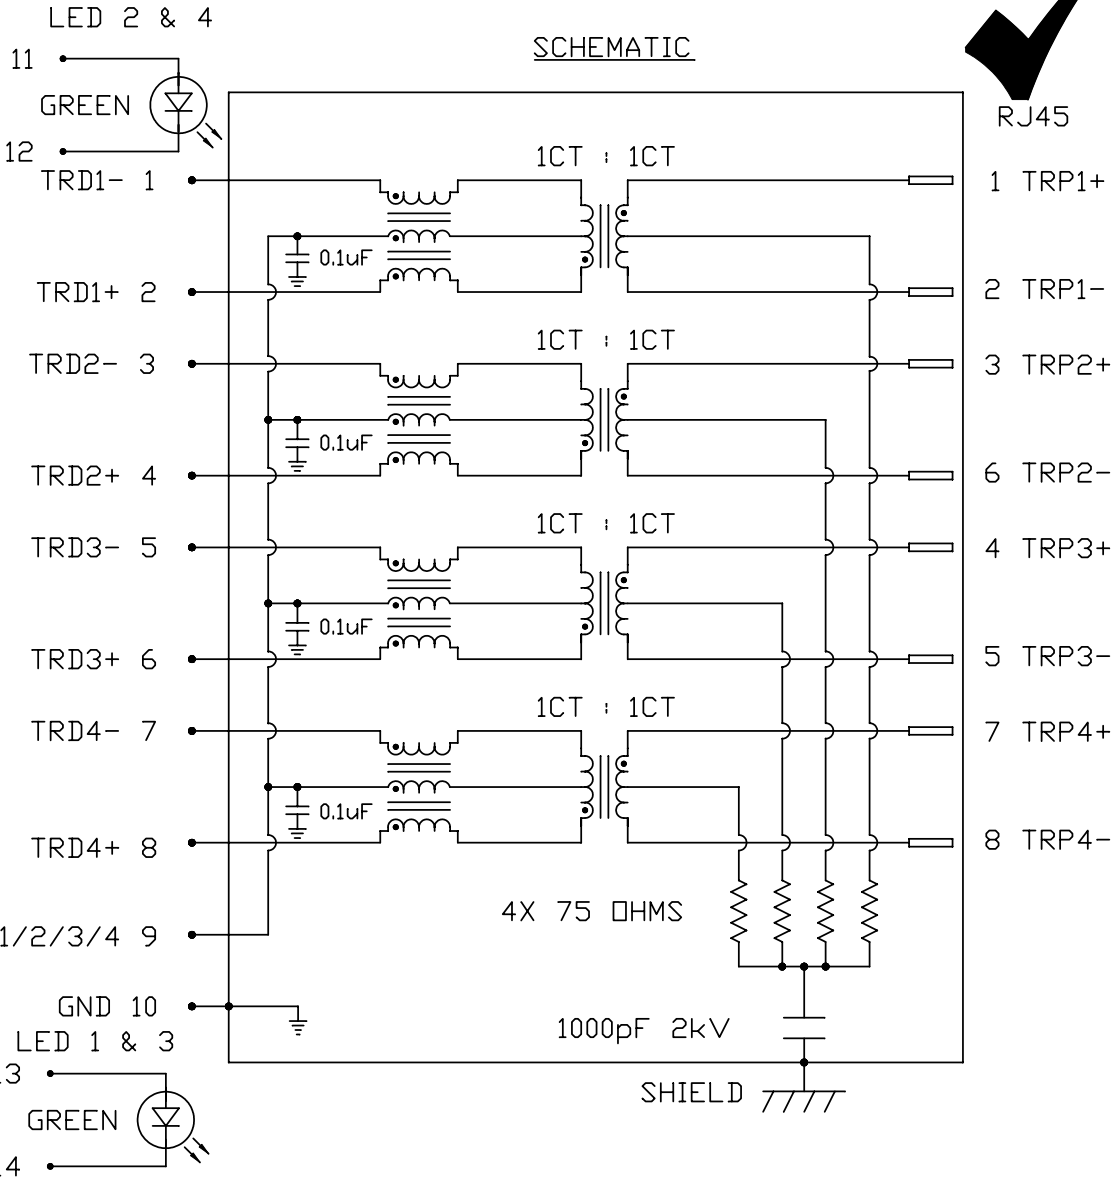 LED 2 & 4
SCHEMATIC
11
GREEN
RJ45
12
1CT : 1CT
TRD1- 1
1 TRP1+
0.1uF
TRD1+ 2
2 TRP1-
1CT : 1CT
TRD2- 3
3 TRP2+
0.1uF
TRD2+ 4
6 TRP2-
1CT : 1CT
TRD3- 5
4 TRP3+
0.1uF
TRD3+ 6
5 TRP3-
1CT : 1CT
TRD4- 7
7 TRP4+
0.1uF
TRD4+ 8
8 TRP4-
4X 75 OHMS
1/2/3/4 9
GND 10
1000pF 2kV
LED 1 & 3
3
SHIELD
GREEN
4